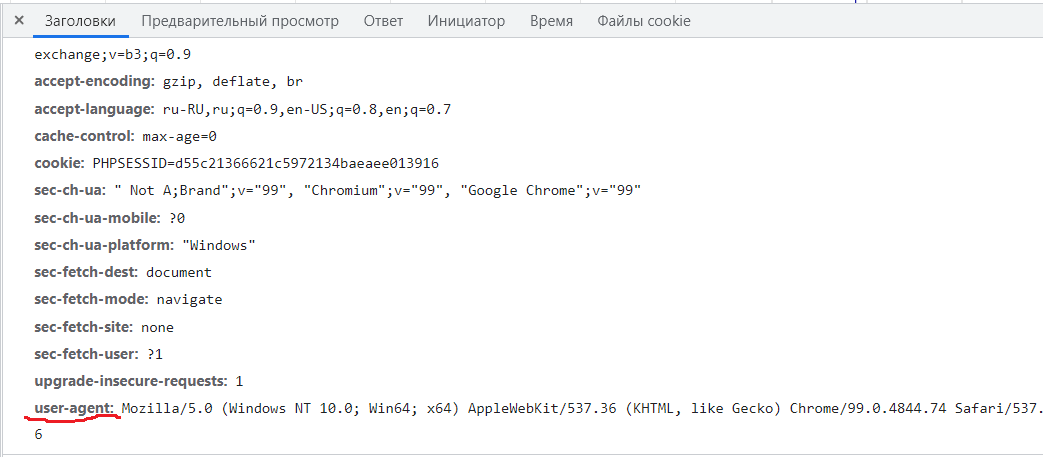 × Заголовки Предварительный просмотр Ответ Инициатор Время Файлы cookie
exchange;v=b3;q=0.9
accept-encoding: gzip, deflate, br
accept-language: ru-RU,ru;q=0.9,en-US;q=0.8,en;q=0.7
cache-control: max-age=0
cookie: PHPSESSID=d55c21366621c5972134baeaee013916
sec-ch-ua: " Not A;Brand";v="99", "Chromium";v="99", "Google Chrome";v="99"
sec-ch-ua-mobile: ?0
sec-ch-ua-platform: "Windows"
sec-fetch-dest: document
sec-fetch-mode: navigate
sec-fetch-site: none
sec-fetch-user: ?1
upgrade-insecure-requests: 1
user-agent: Mozilla/5.0 (Windows NT 10.0; Win64; x64) AppleWebKit/537.36 (KHTML, like Gecko) Chrome/99.0.4844.74 Safari/537.
6